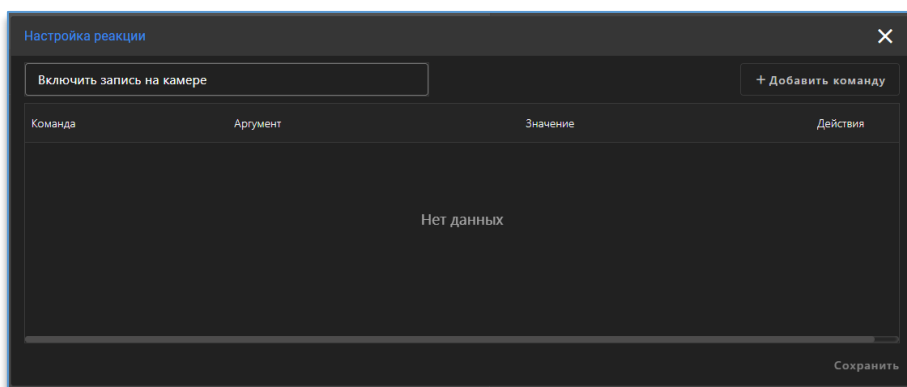 Настройка реакции
Включить запись на камере
+ Добавить команду
Команда Аргумент Значение Действия
Нет данных
Сохранить